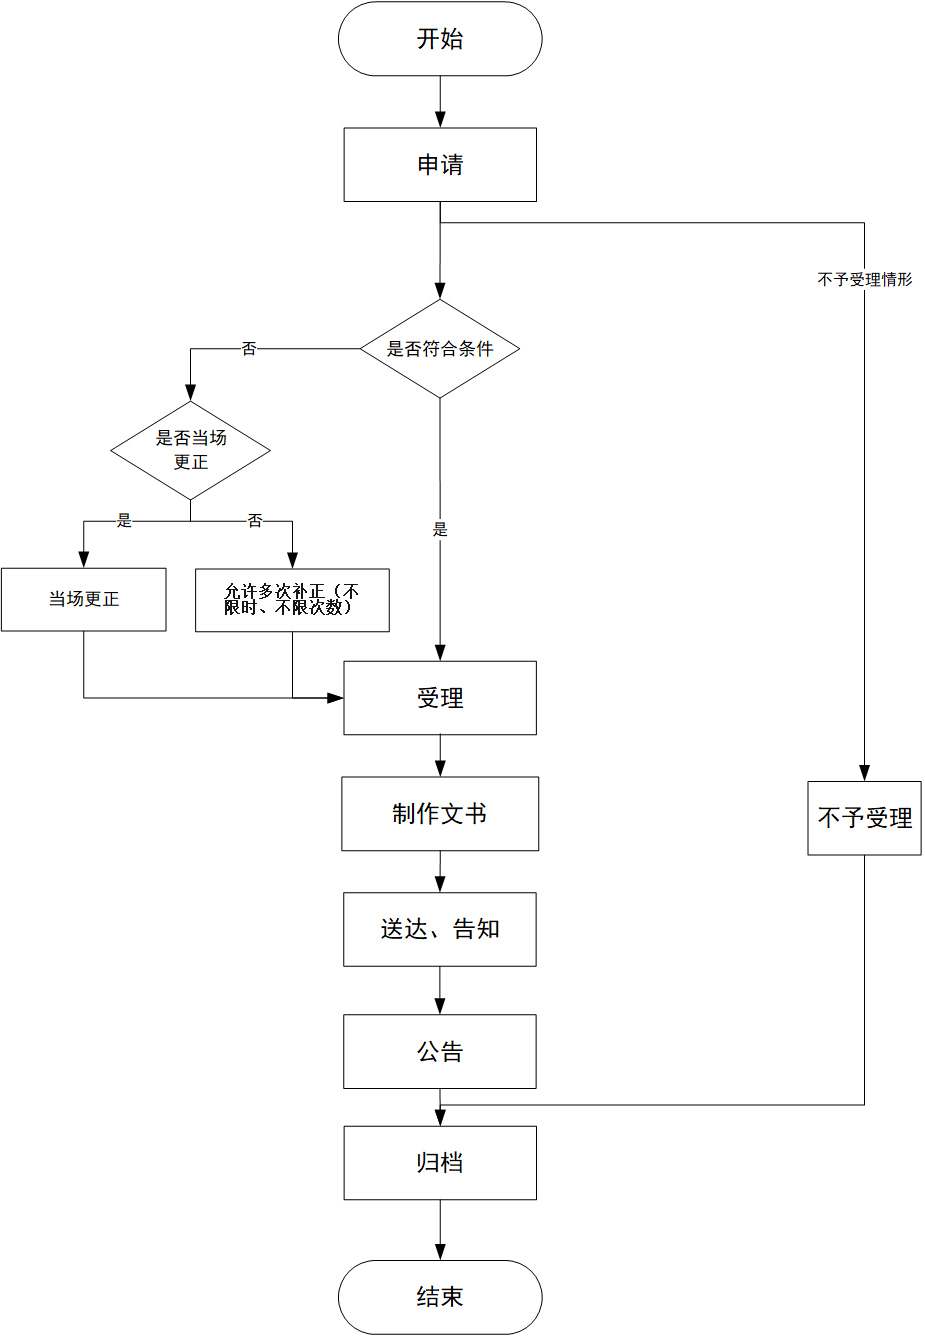 开始
申请
不予受理情形
是否符合条件
否
是否当场
更正
是
否
是
当场更正
允许多次补正（不
限时、不限次数）
受理
制作文书
不予受理
送达、告知
公告
归档
结束